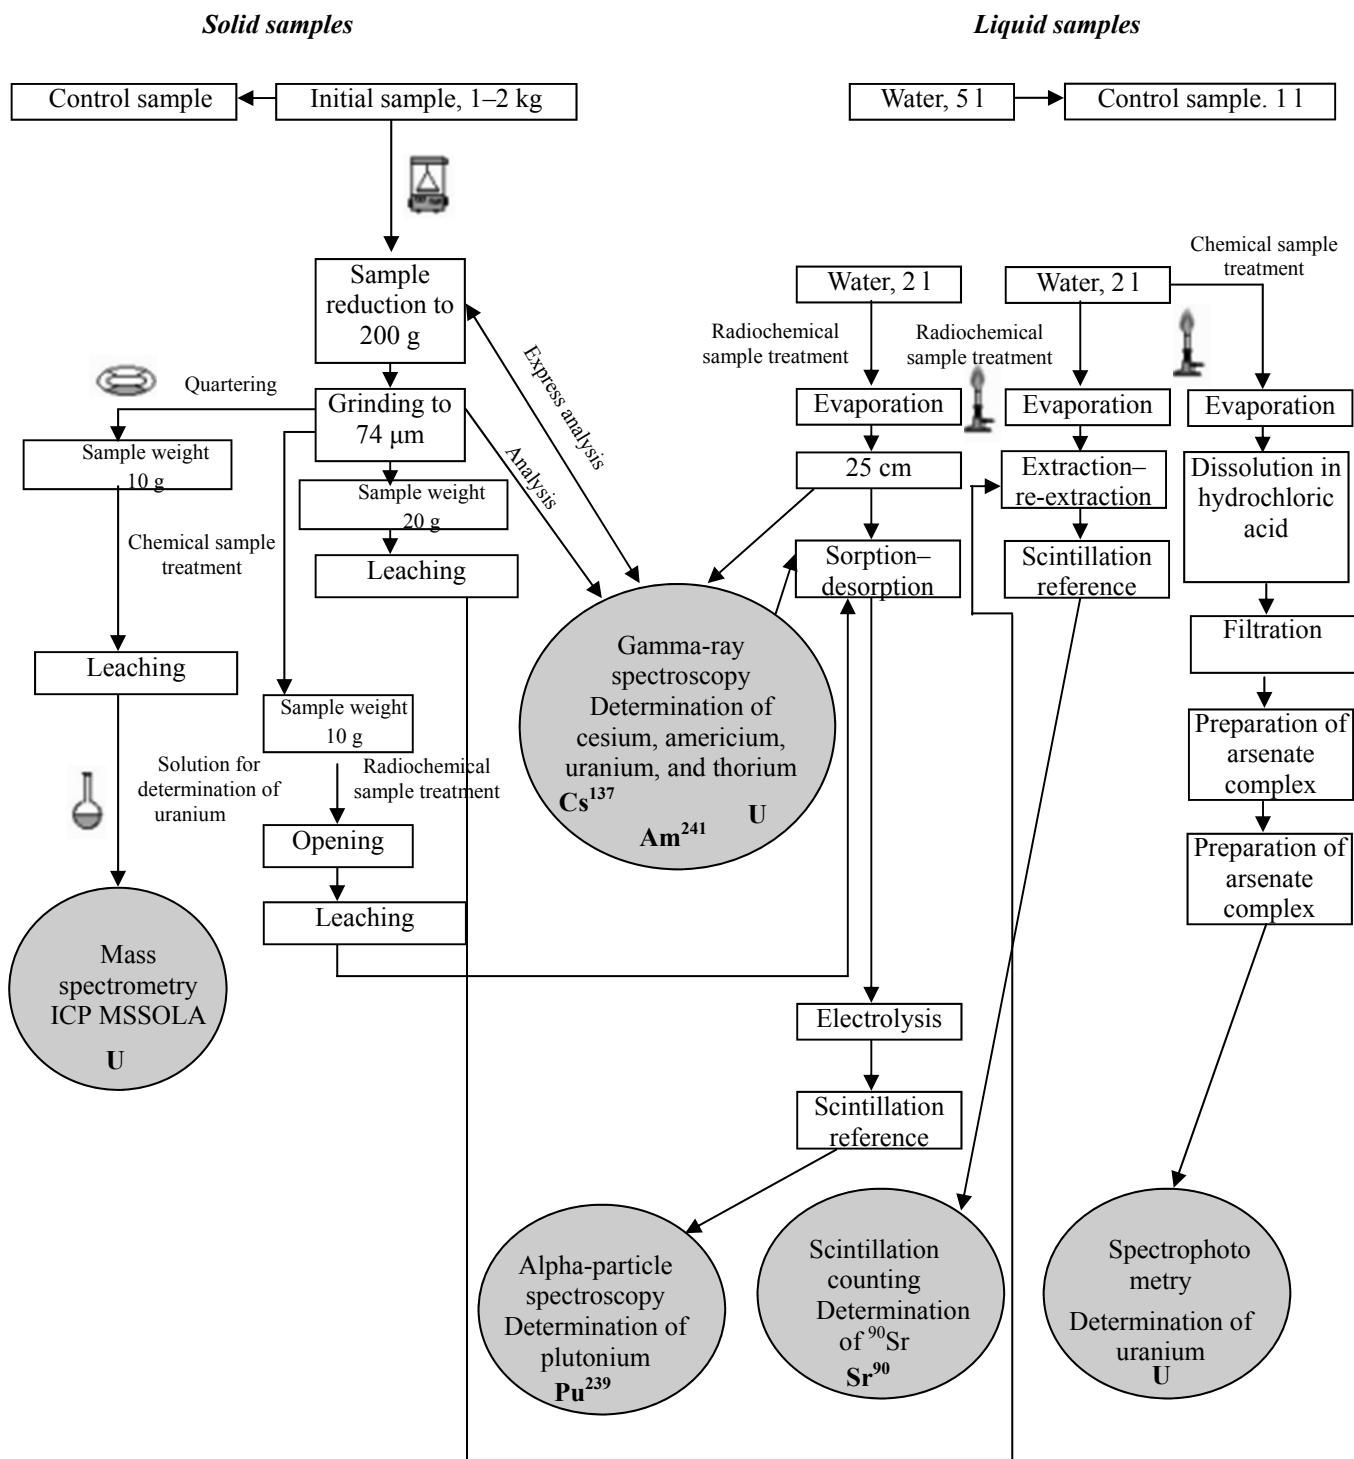 Solid samples
Liquid samples
Control sample
Initial sample, 1–2 kg
Water, 5 l
Control sample. 1 l
Sample
reduction to
200 g
Water, 2 l
Water, 2 l
Chemical sample
treatment
Radiochemical
sample treatment
Radiochemical
sample treatment
Express analysis
Quartering
Grinding to
74 μm
Analysis
Evaporation
Evaporation
Evaporation
Sample weight
10 g
Sample weight
20 g
25 cm
Extraction–
re-extraction
Dissolution in
hydrochloric
acid
Chemical sample
treatment
Leaching
Sorption–
desorption
Scintillation
reference
Filtration
Leaching
Gamma-ray
spectroscopy
Determination of
cesium, americium,
uranium, and thorium
Cs¹³⁷
U
Am²⁴¹
Sample weight
10 g
Preparation of
arsenate
complex
Solution for
determination of
uranium
Radiochemical
sample treatment
Opening
Preparation of
arsenate
complex
Leaching
Mass
spectrometry
ICP MSSOLA
U
Electrolysis
Scintillation
reference
Alpha-particle
spectroscopy
Determination of
plutonium
Pu²³⁹
Scintillation
counting
Determination
of ⁹⁰Sr
Sr⁹⁰
Spectrophoto
metry
Determination of
uranium
U